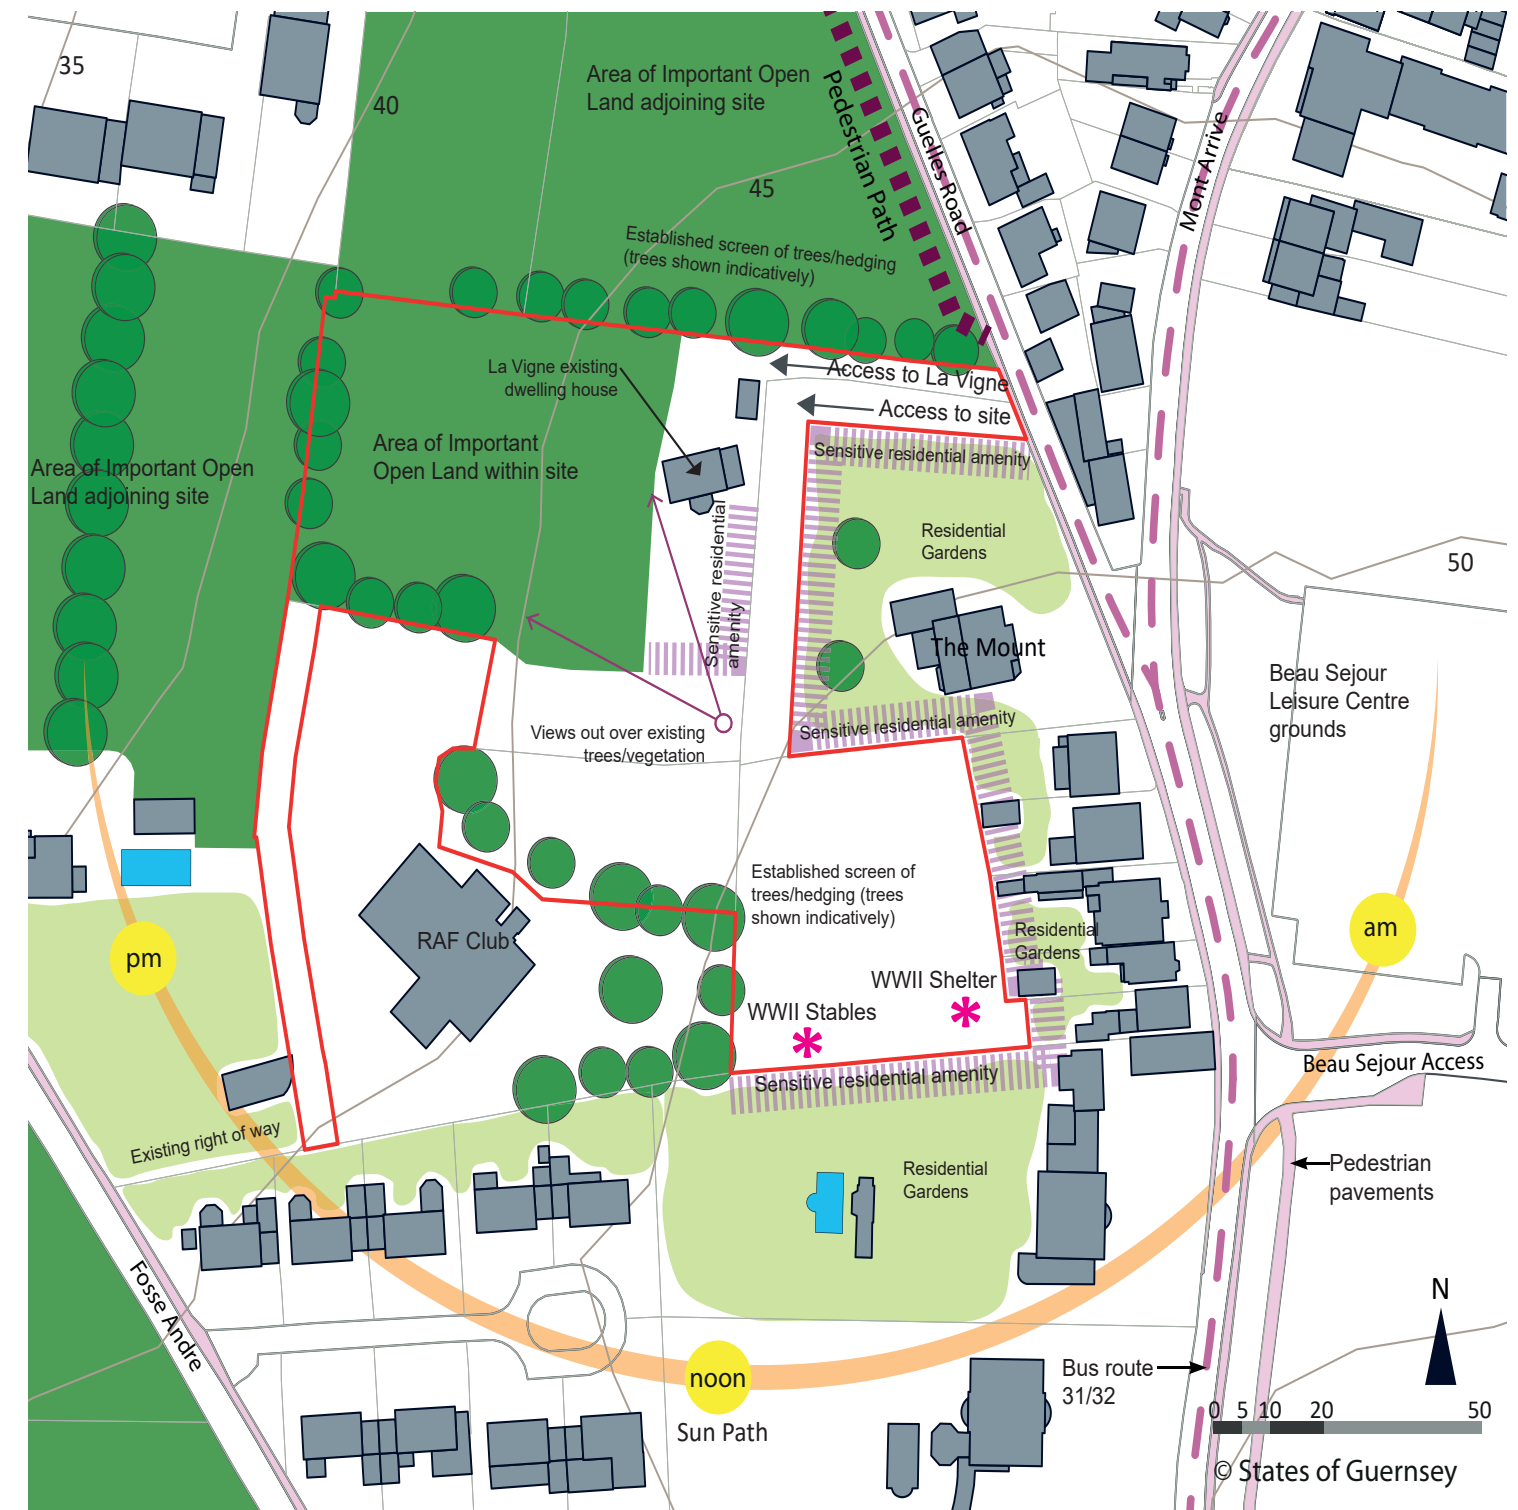 35
40
Area of Important Open
Land adjoining site
Pedestrian Path
Guelles Road
Mont Arrive
45
Established screen of trees/hedging
(trees shown indicatively)
La Vigne existing
dwelling house
Access to La Vigne
Access to site
Area of Important Open
Land adjoining site
Area of Important
Open Land within site
Sensitive residential amenity
Residential
Gardens
50
Sensitive residential
amenity
The Mount
Beau Sejour
Leisure Centre
grounds
Sensitive residential amenity
Views out over existing
trees/vegetation
Established screen of
trees/hedging (trees
shown indicatively)
RAF Club
Residential
Gardens
am
pm
WWII Shelter
WWII Stables
Beau Sejour Access
Sensitive residential amenity
Existing right of way
Residential
Gardens
Pedestrian
pavements
Fosse Andre
N
Bus route
31/32
noon
Sun Path
0 5 10 20 50
© States of Guernsey